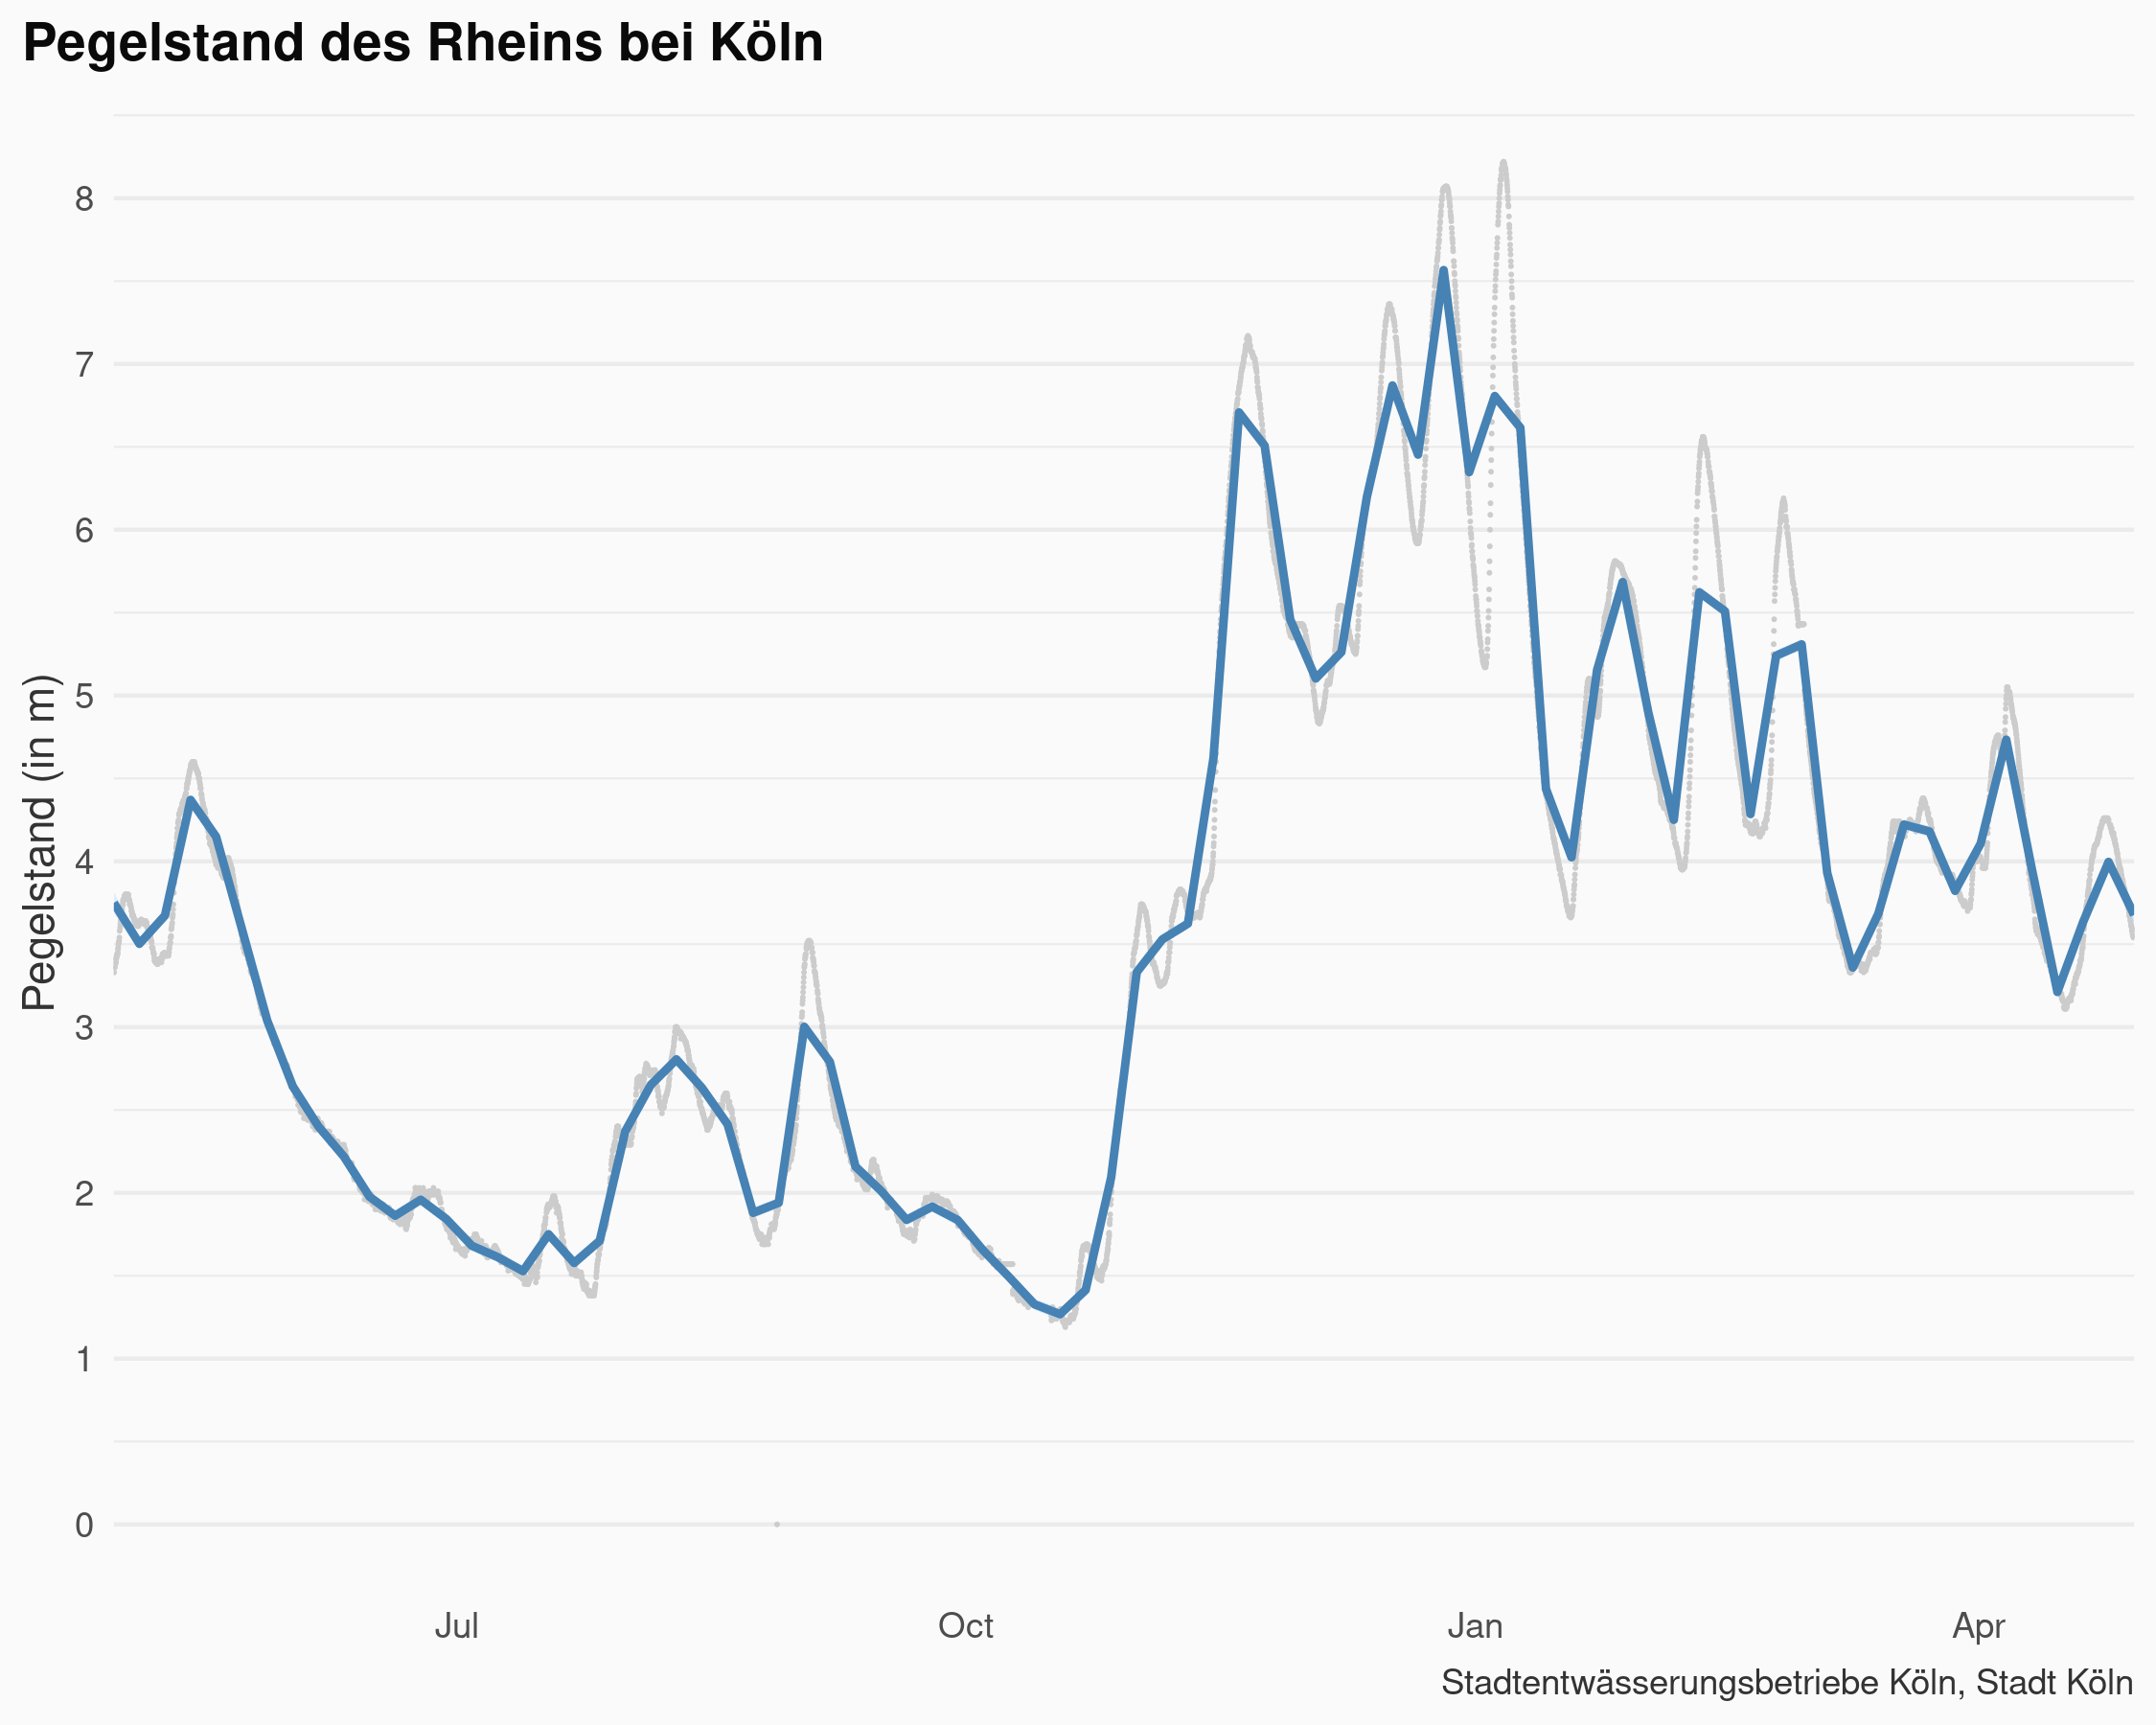 Pegelstand des Rheins bei Köln
Pegelstand (in m)
8
7
6
5
4
3
2
1
0
Jul Oct Jan Apr
Stadtentwässerungsbetriebe Köln, Stadt Köln